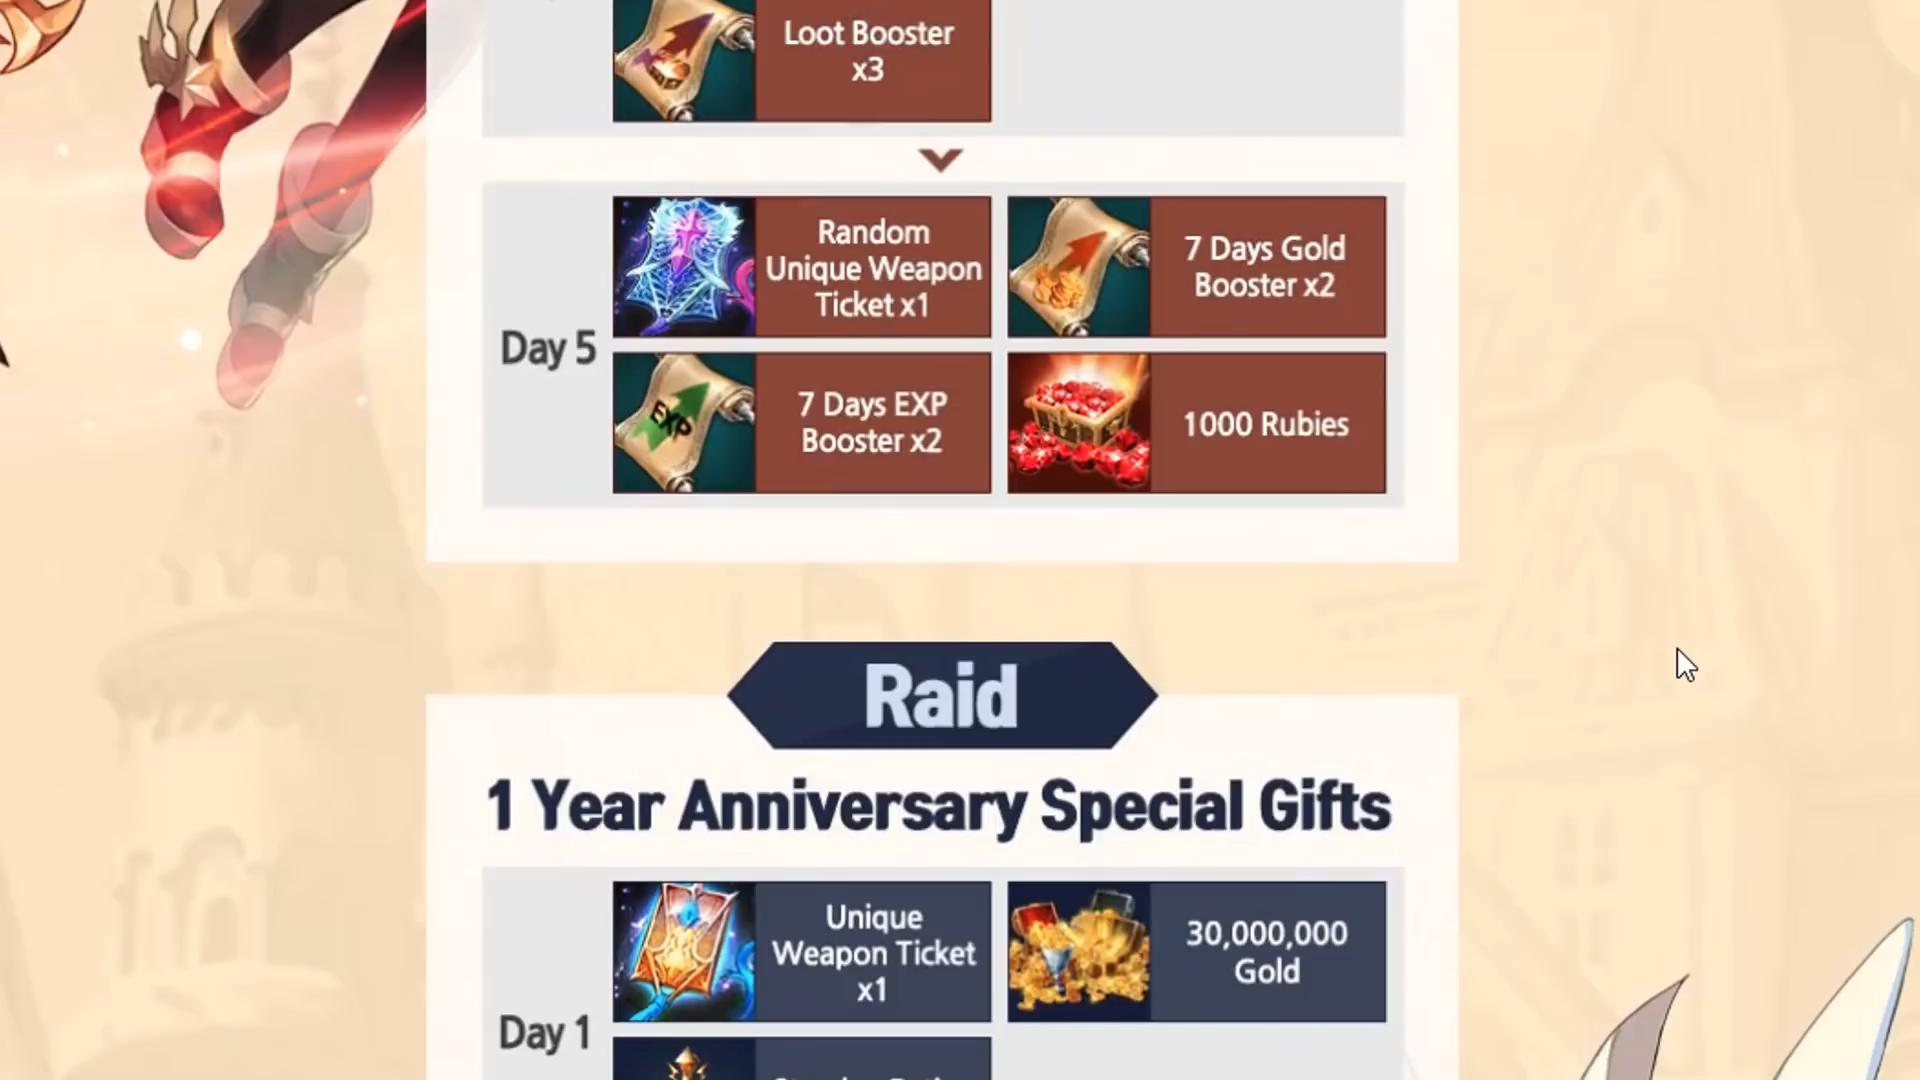 Loot Booster
x3
Random
Unique Weapon
Ticket x1
7 Days Gold
Booster x2
Day 5
EXP
7 Days EXP
Booster x2
1000 Rubies
Raid
1 Year Anniversary Special Gifts
Unique
Weapon Ticket
x1
30,000,000
Gold
Day 1